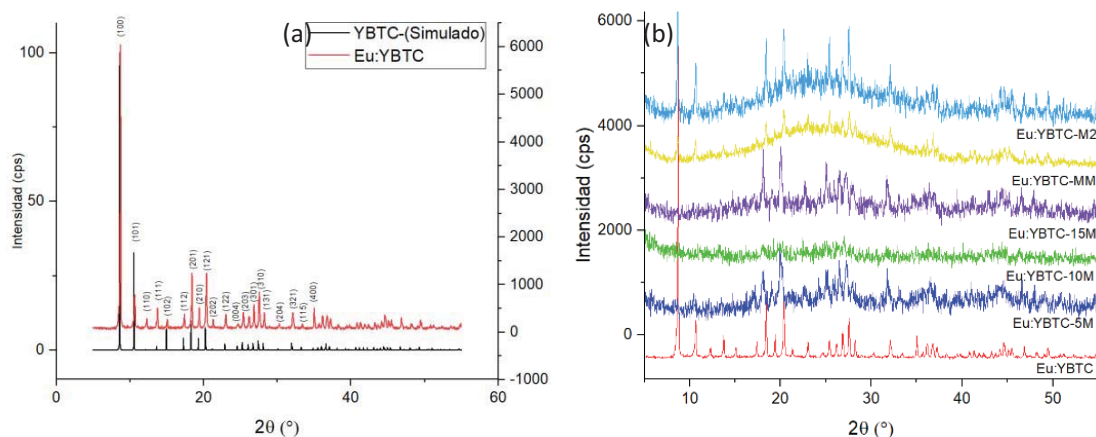 (a)
YBTC-(Simulado)
Eu:YBTC
(100)
(101)
(110)
(111)
(102)
(112)
(201)
(210)
(121)
(202)
(122)
(004)
(203)
(301)
(310)
(131)
(204)
(321)
(115)
(400)
Intensidad (cps)
100
50
0
6000
5000
4000
3000
2000
1000
0
-1000
0 20 40 60
2θ (°)
(b)
Intensidad (cps)
6000
4000
2000
0
Eu:YBTC-M2
Eu:YBTC-MM
Eu:YBTC-15M
Eu:YBTC-10M
Eu:YBTC-5M
Eu:YBTC
10 20 30 40 50
2θ (°)